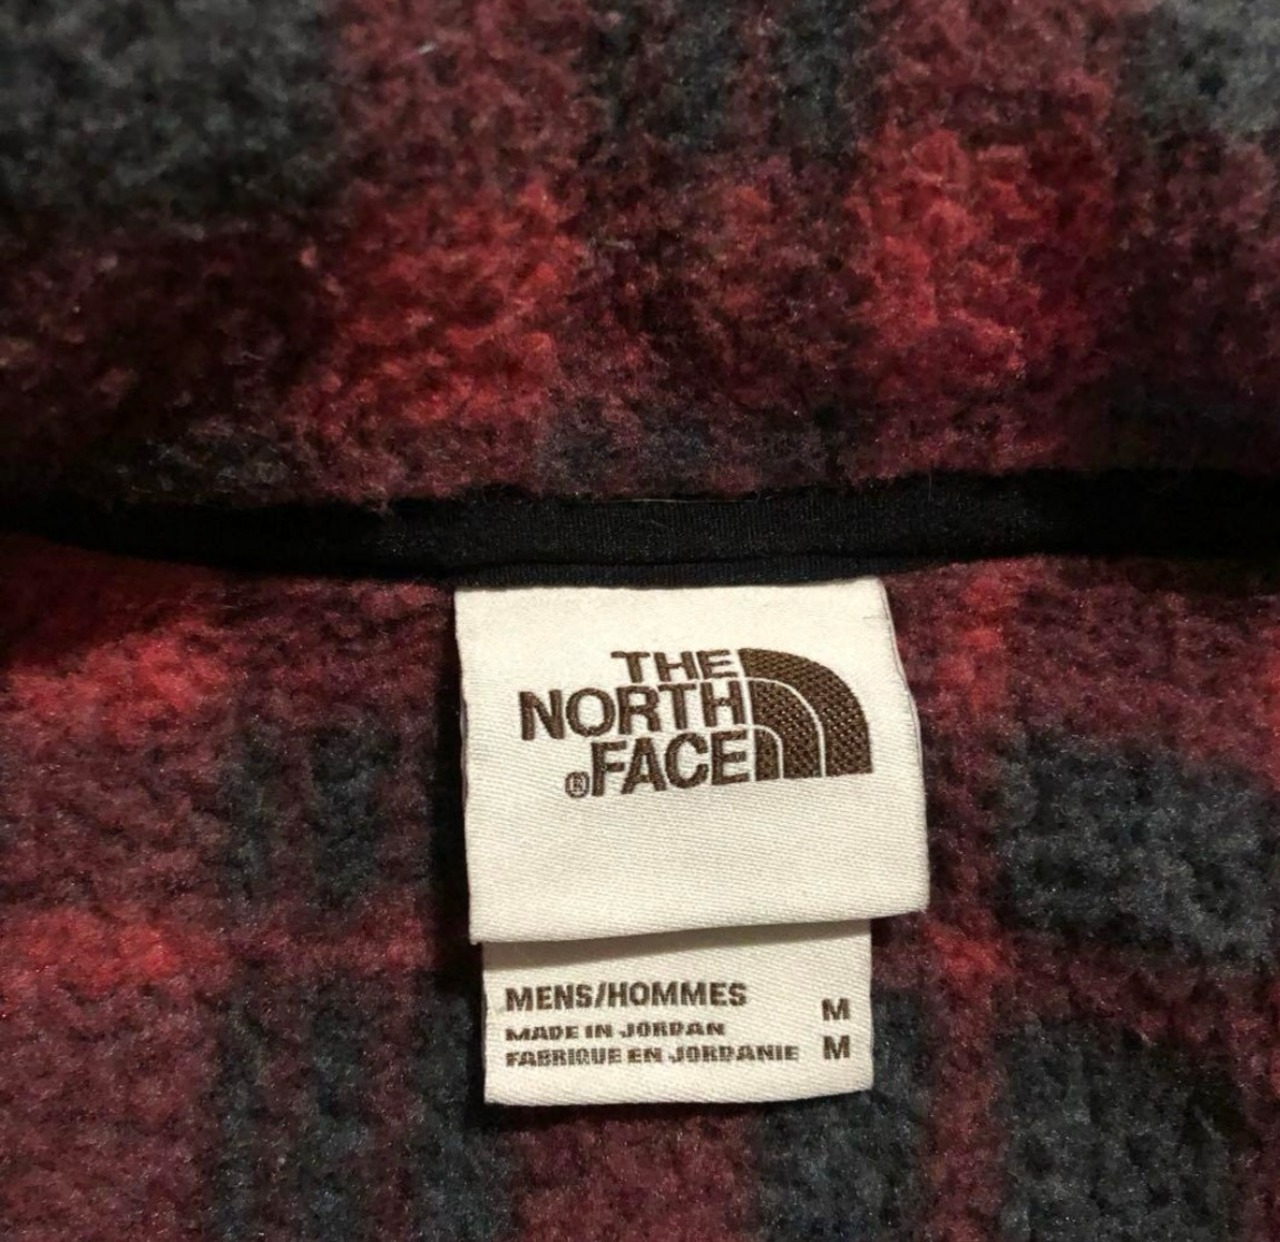 THE
NORTH
®FACE
MENS/HOMMES M
MADE IN JORDAN
FABRIQUE EN JORDANIE M